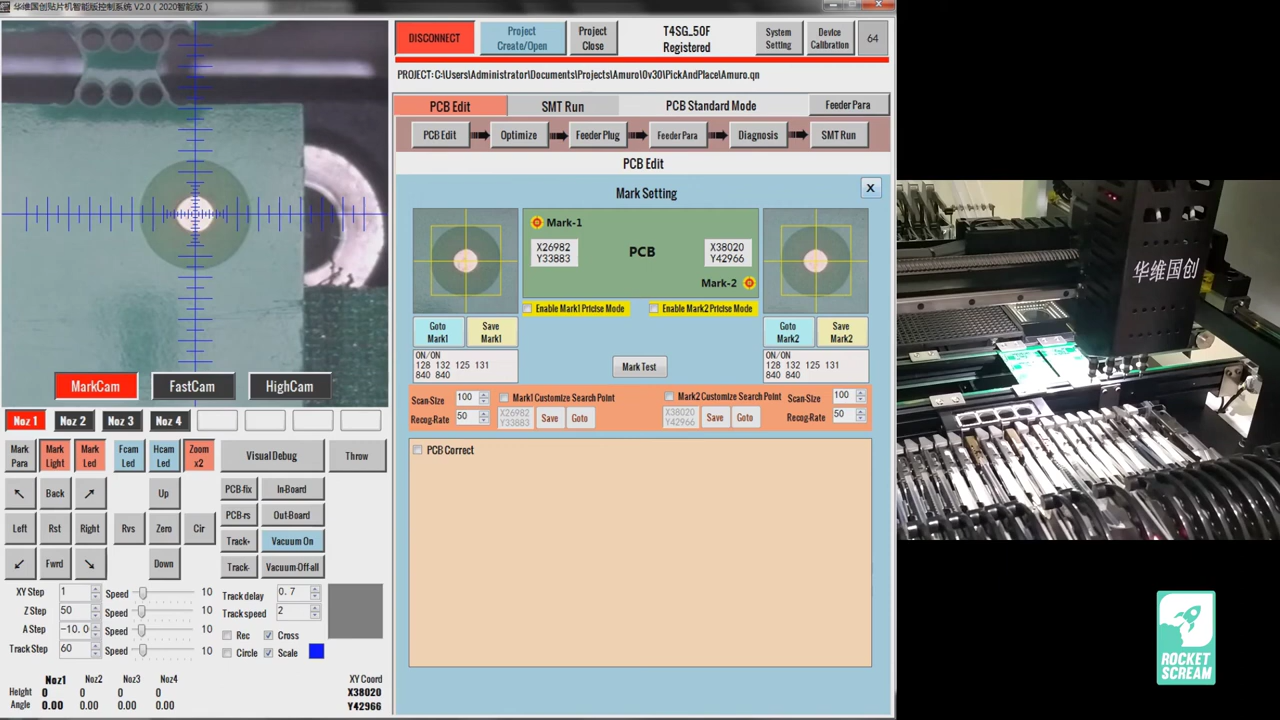 华维国创贴片机智能版控制系统 V2.0（2020智能版）
DISCONNECT
Project Create/Open
Project Close
T4SG_50F Registered
System Setting
Device Calibration
64
PROJECT:C:\Users\Administrator\Documents\Projects\Amuro\0v30\PickAndPlace\Amuro.qn
PCB Edit
SMT Run
PCB Standard Mode
Feeder Para
PCB Edit
Optimize
Feeder Plug
Feeder Para
Diagnosis
SMT Run
PCB Edit
Mark Setting
X
Mark-1
X26982
Y33883
PCB
X38020
Y42966
Mark-2
Enable Mark1 Pricise Mode
Enable Mark2 Pricise Mode
Goto Mark1
Save Mark1
Goto Mark2
Save Mark2
ON/ON
128 132 125 131
840 840
Mark Test
ON/ON
128 132 125 131
840 840
Scan-Size
100
Mark1 Customize Search Point
Mark2 Customize Search Point
Scan-Size
100
Recog-Rate
50
X26982
Y33883
Save
Goto
X38020
Y42966
Save
Goto
Recog-Rate
50
PCB Correct
MarkCam
FastCam
HighCam
Noz 1
Noz 2
Noz 3
Noz 4
Mark Para
Mark Light
Mark Led
Fcam Led
Hcam Led
Zoom x2
Visual Debug
Throw
Back
Up
PCB-fix
In-Board
Left
Rst
Right
Rvs
Zero
Cir
PCB-rs
Out-Board
Track+
Vacuum On
Fwrd
Down
Track-
Vacuum-Off-all
XY Step
1
Speed
10
Track delay
0.7
Z Step
50
Speed
10
Track speed
2
A Step
-10.0
Speed
10
Rec
Cross
Track Step
60
Speed
10
Circle
Scale
Noz1
Noz2
Noz3
Noz4
XY Coord
Height
0
0
0
0
X38020
Angle
0.00
0.00
0.00
0.00
Y42966
华维国创
ROCKET
SCREAM